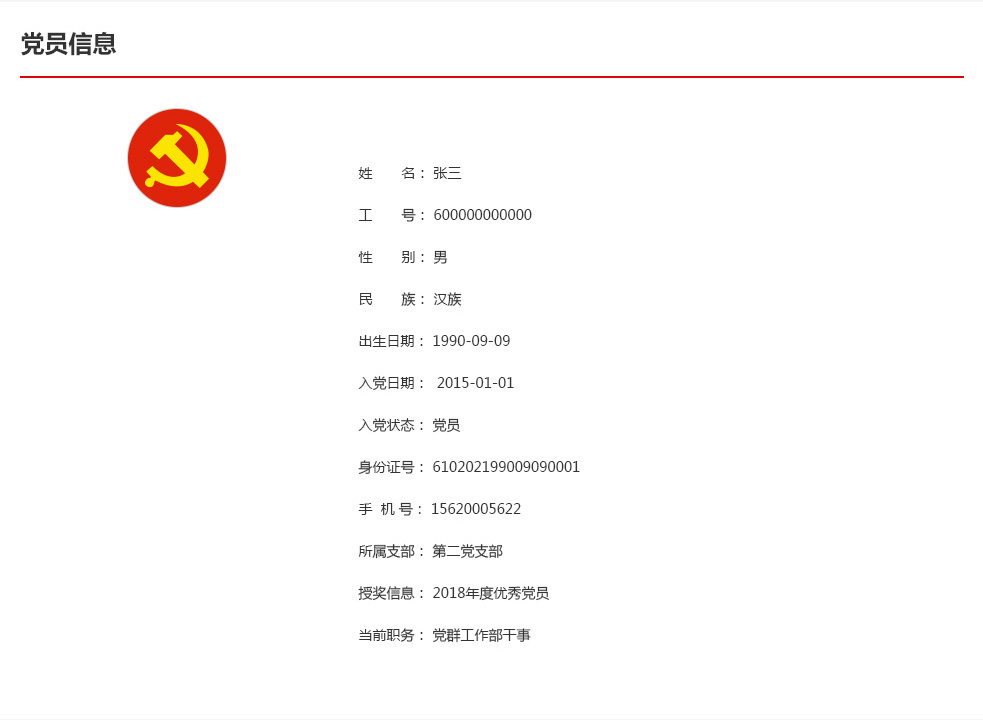 党员信息
姓 名： 张三
工 号： 600000000000
性 别： 男
民 族： 汉族
出生日期： 1990-09-09
入党日期： 2015-01-01
入党状态： 党员
身份证号： 610202199009090001
手 机 号： 15620005622
所属支部： 第二党支部
授奖信息： 2018年度优秀党员
当前职务： 党群工作部干事